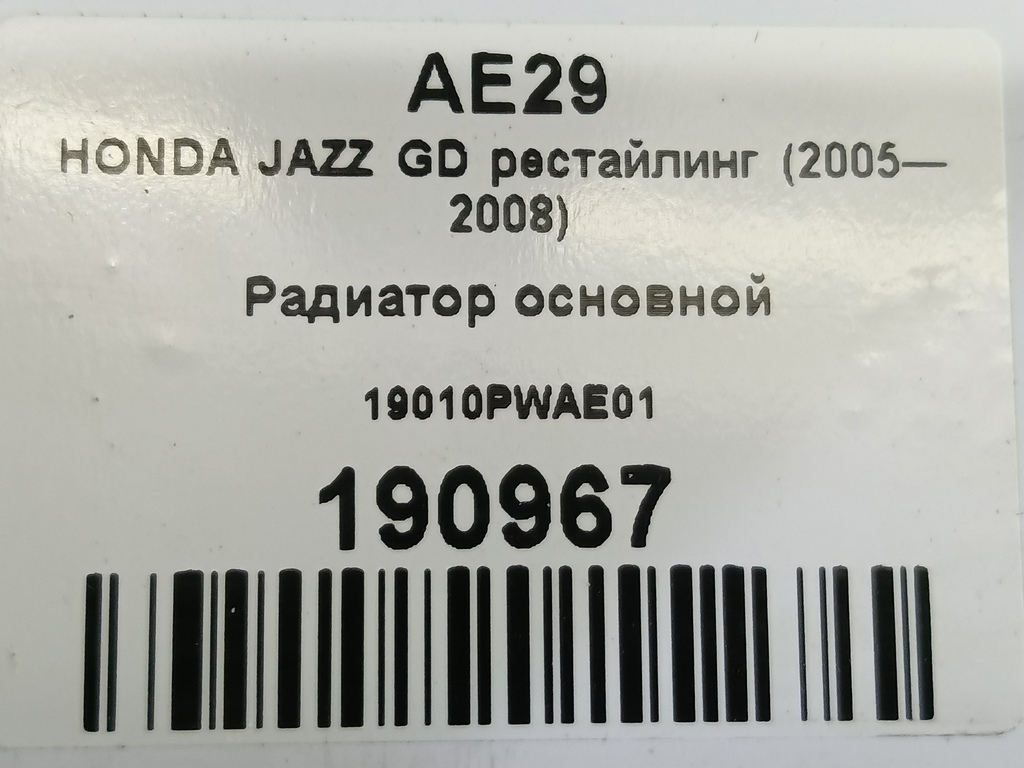 AE29
HONDA JAZZ GD рестайлинг (2005—
2008)
Радиатор основной
19010PWAE01
190967